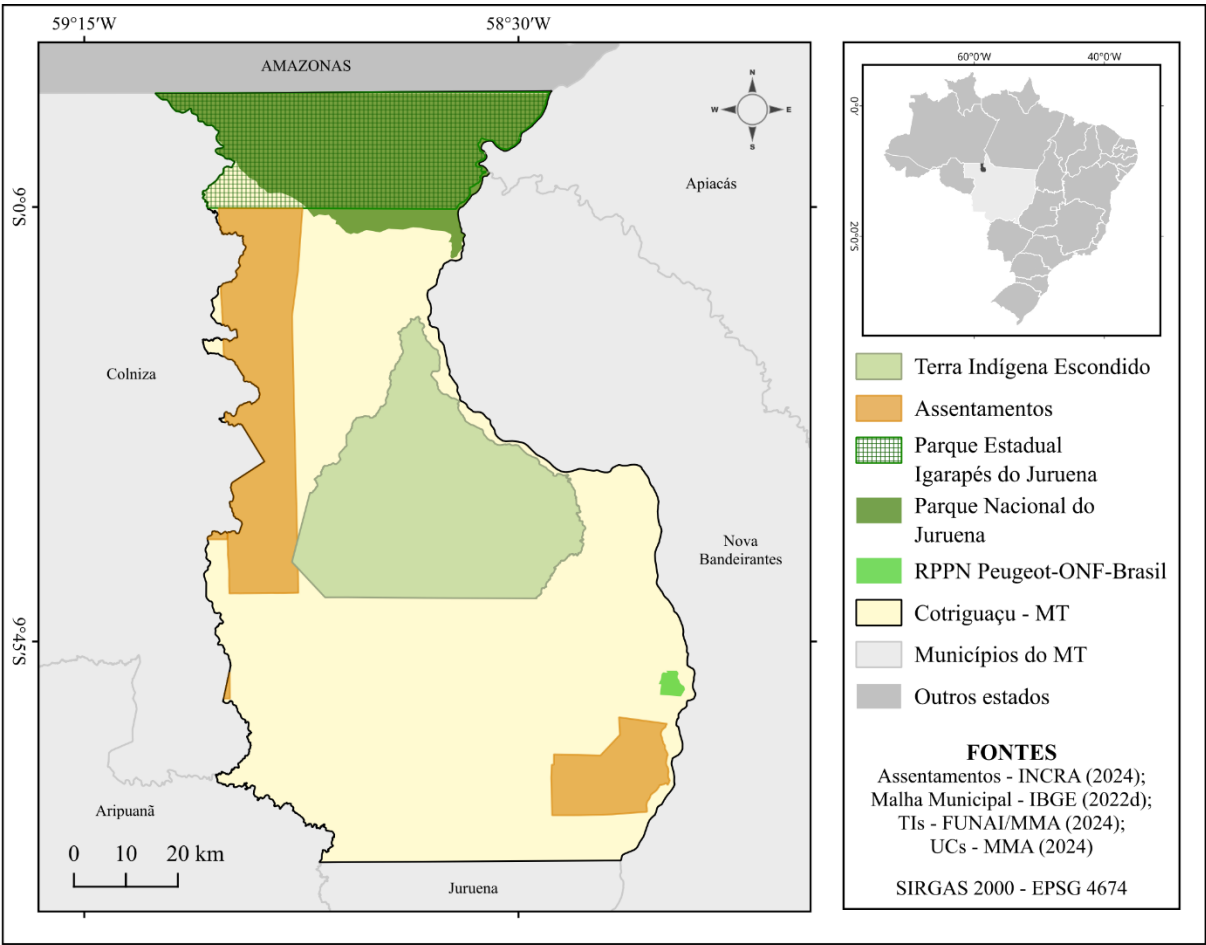 59°15′W
58°30′W
AMAZONAS
N
W
E
S
Apiacás
9°0′S
Colniza
Nova
Bandeirantes
9°45′S
Aripuanã
0 10 20 km
Juruena
60°0′W
40°0′W
0°0′
20°0′S
Terra Indígena Escondido
Assentamentos
Parque Estadual
Igarapés do Juruena
Parque Nacional do
Juruena
RPPN Peugeot-ONF-Brasil
Cotriguaçu - MT
Municípios do MT
Outros estados
FONTES
Assentamentos - INCRA (2024);
Malha Municipal - IBGE (2022d);
TIs - FUNAI/MMA (2024);
UCs - MMA (2024)
SIRGAS 2000 - EPSG 4674